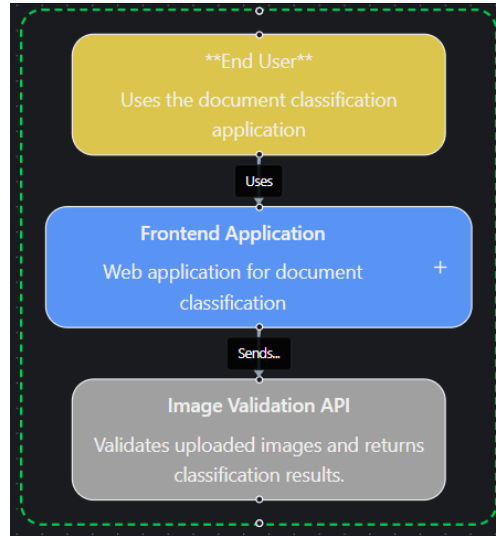 **End User**
Uses the document classification
application
Uses
Frontend Application
Web application for document
classification
+
Sends...
Image Validation API
Validates uploaded images and returns
classification results.